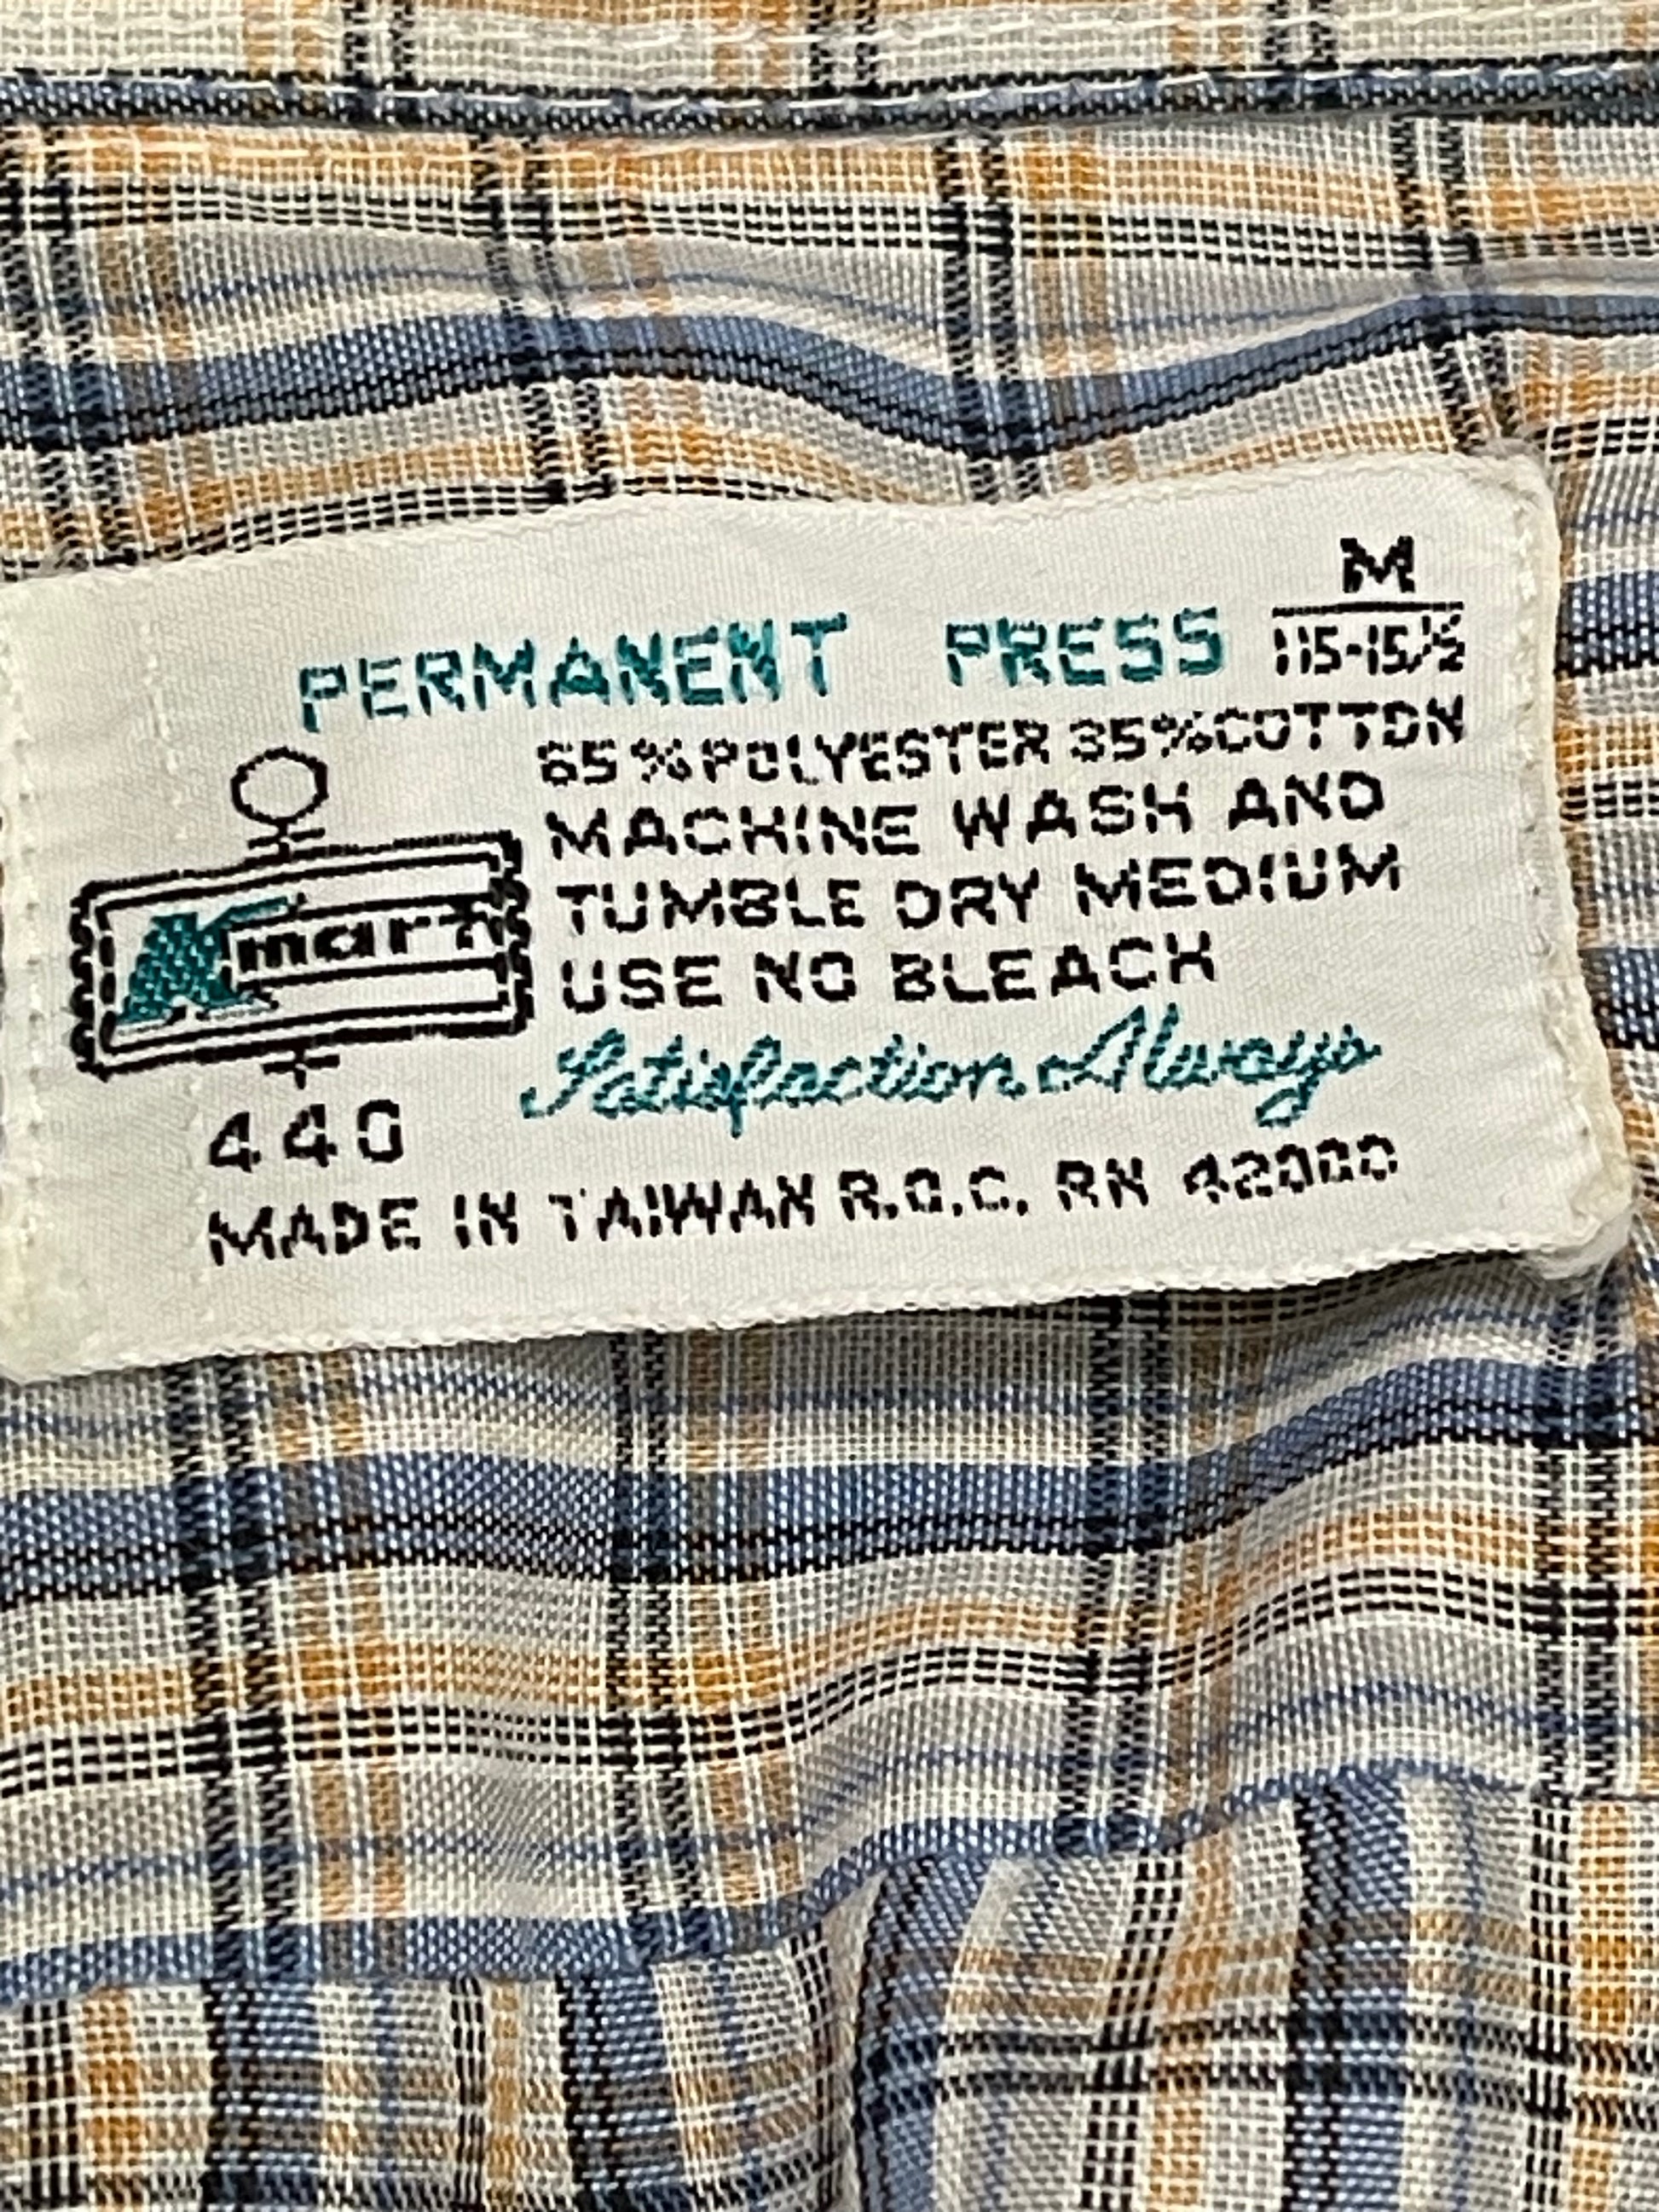 M
15-15½
PERMANENT PRESS
65% POLYESTER 35% COTTON
MACHINE WASH AND
TUMBLE DRY MEDIUM
USE NO BLEACH
Kmart
Satisfaction Always
440
MADE IN TAIWAN R.O.C. RN 42000